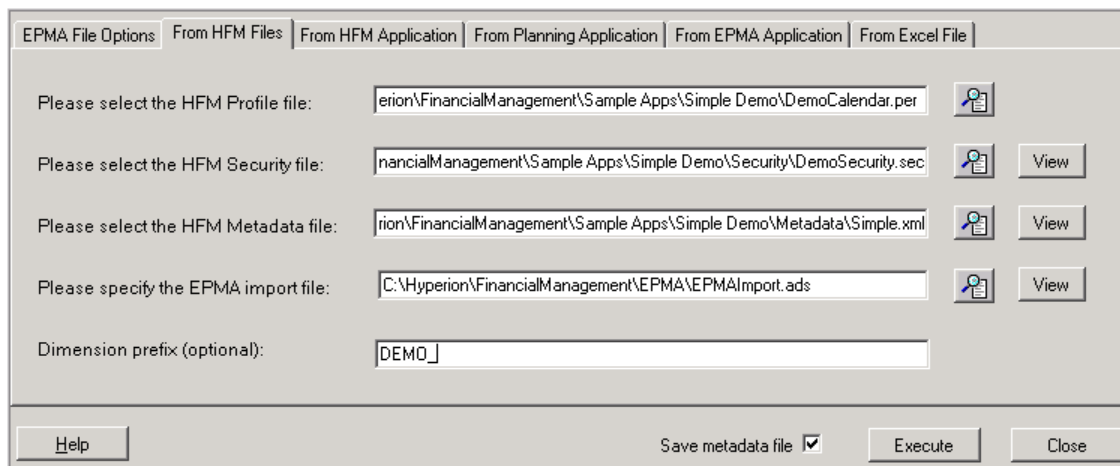 EPMA File Options From HFM Files From HFM Application From Planning Application From EPMA Application From Excel File
Please select the HFM Profile file: erion\FinancialManagement\Sample Apps\Simple Demo\DemoCalendar.per
Please select the HFM Security file: nancialManagement\Sample Apps\Simple Demo\Security\DemoSecurity.sec View
Please select the HFM Metadata file: rion\FinancialManagement\Sample Apps\Simple Demo\Metadata\Simple.xml View
Please specify the EPMA import file: C:\Hyperion\FinancialManagement\EPMA\EPMAImport.ads View
Dimension prefix (optional): DEMO_
Help Save metadata file Execute Close